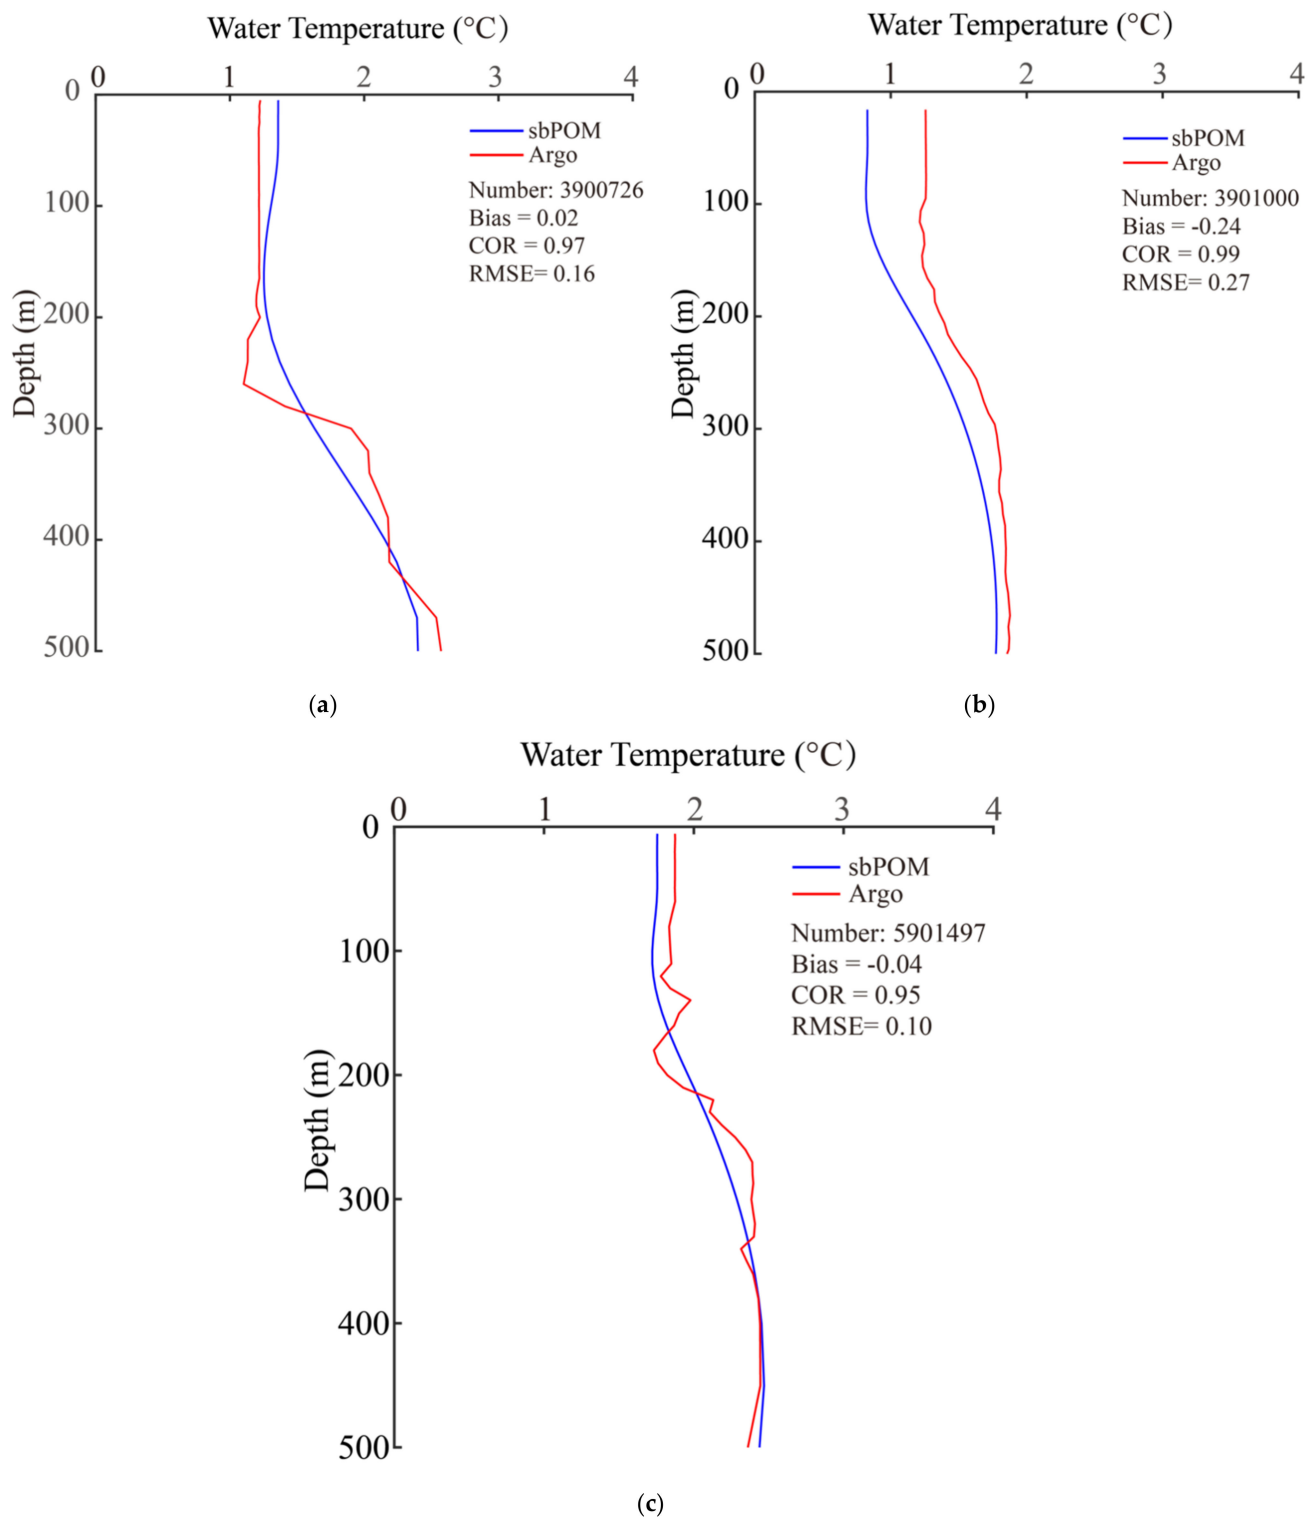 Water Temperature (°C)
0 1 2 3 4
0
100
200
300
400
500
Depth (m)
sbPOM
Argo
Number: 3900726
Bias = 0.02
COR = 0.97
RMSE= 0.16
(a)
Water Temperature (°C)
0 1 2 3 4
0
100
200
300
400
500
Depth (m)
sbPOM
Argo
Number: 3901000
Bias = -0.24
COR = 0.99
RMSE= 0.27
(b)
Water Temperature (°C)
0 1 2 3 4
0
100
200
300
400
500
Depth (m)
sbPOM
Argo
Number: 5901497
Bias = -0.04
COR = 0.95
RMSE= 0.10
(c)